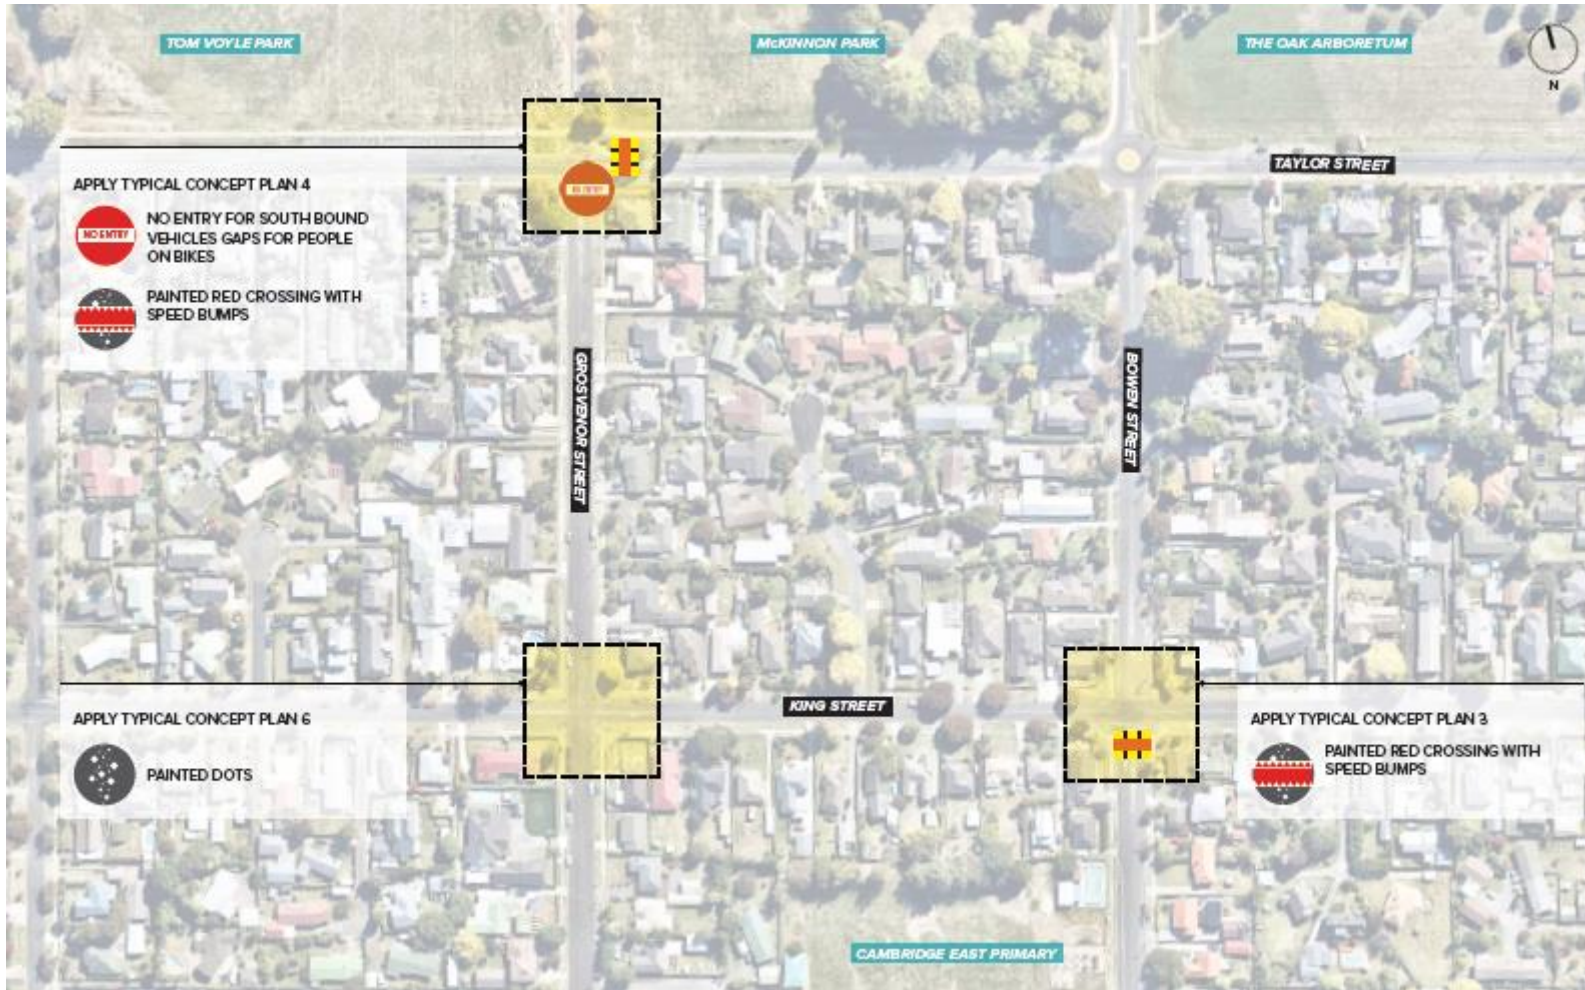 TOM VOYLE PARK
McKINNON PARK
THE OAK ARBORETUM
N
TAYLOR STREET
APPLY TYPICAL CONCEPT PLAN 4
NO ENTRY
NO ENTRY FOR SOUTH BOUND
VEHICLES GAPS FOR PEOPLE
ON BIKES
PAINTED RED CROSSING WITH
SPEED BUMPS
NO ENTRY
GROSVENOR STREET
BOWEN STREET
KING STREET
APPLY TYPICAL CONCEPT PLAN 6
PAINTED DOTS
APPLY TYPICAL CONCEPT PLAN 3
PAINTED RED CROSSING WITH
SPEED BUMPS
CAMBRIDGE EAST PRIMARY